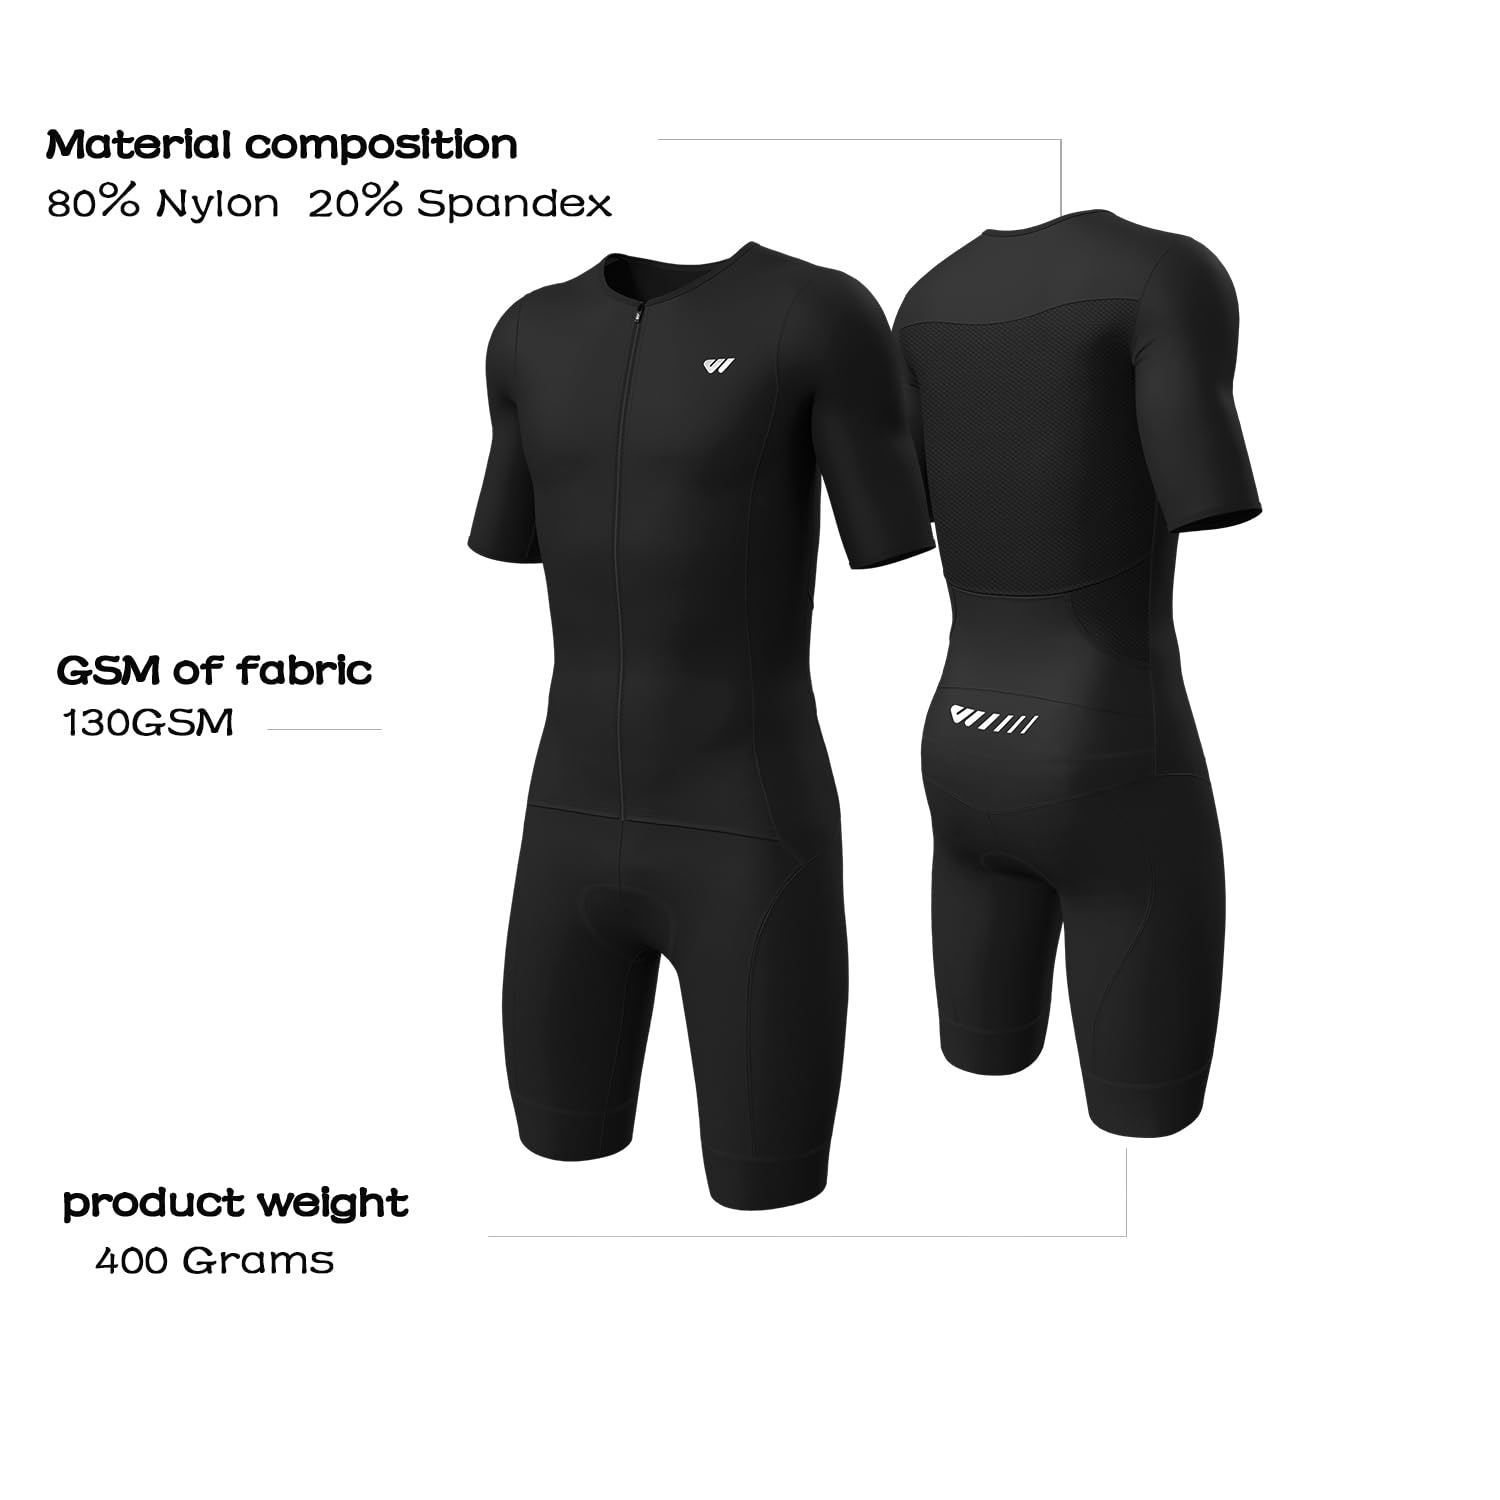 Material composition
80% Nylon 20% Spandex
GSM of fabric
130GSM
product weight
400 Grams